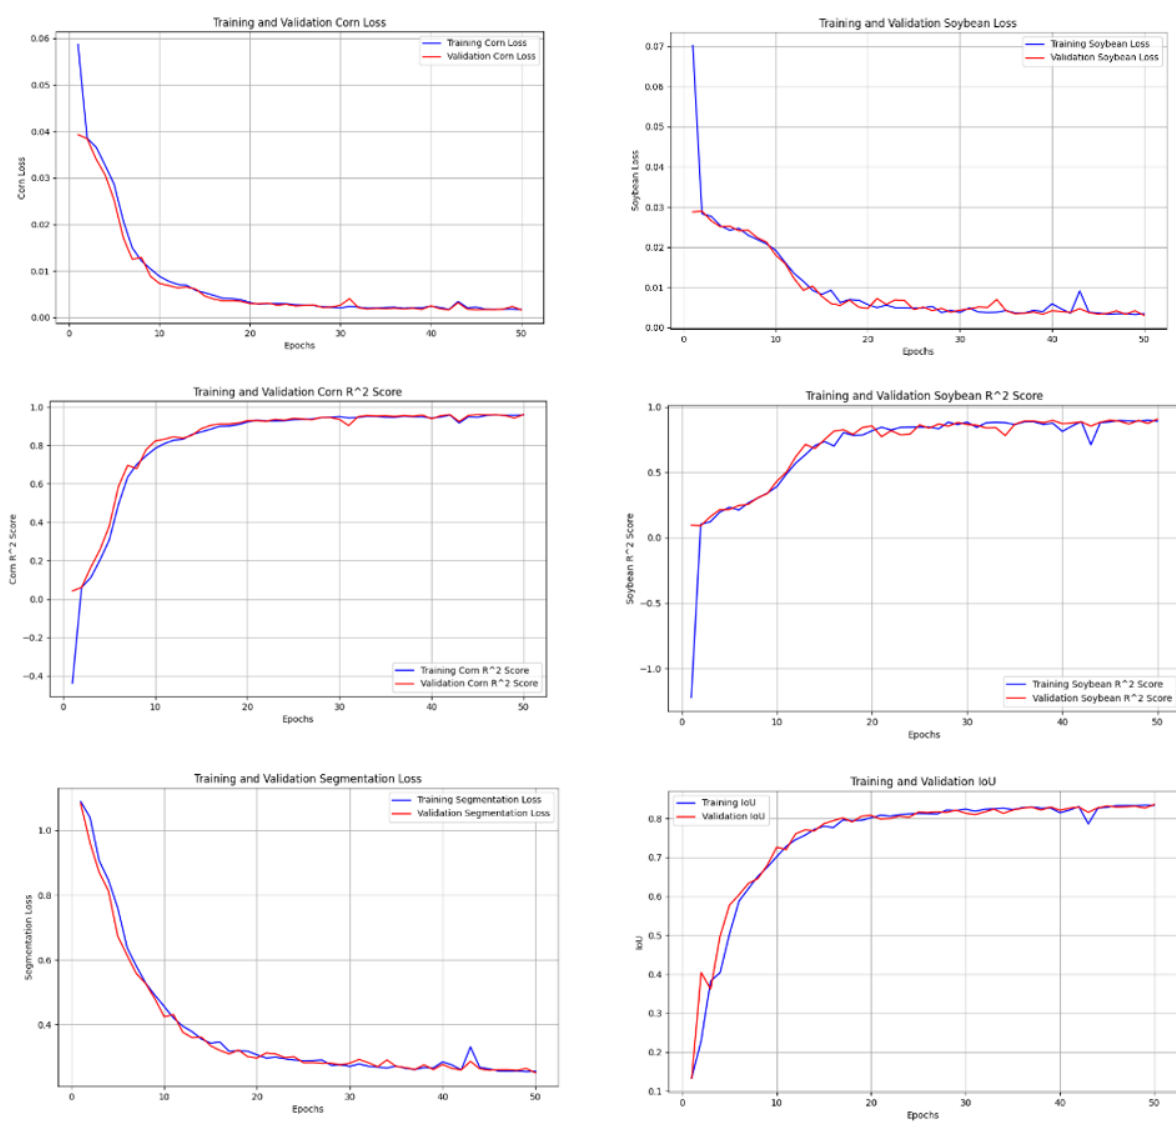 Training and Validation Corn Loss
Training Corn Loss
Validation Corn Loss
0.06
0.05
0.04
0.03
0.02
0.01
0.00
Corn Loss
0 10 20 30 40 50
Epochs
Training and Validation Soybean Loss
Training Soybean Loss
Validation Soybean Loss
0.07
0.06
0.05
0.04
0.03
0.02
0.01
0.00
Soybean Loss
0 10 20 30 40 50
Epochs
Training and Validation Corn R^2 Score
1.0
0.8
0.6
0.4
0.2
0.0
−0.2
−0.4
Corn R^2 Score
Training Corn R^2 Score
Validation Corn R^2 Score
0 10 20 30 40 50
Epochs
Training and Validation Soybean R^2 Score
1.0
0.5
0.0
−0.5
−1.0
Soybean R^2 Score
Training Soybean R^2 Score
Validation Soybean R^2 Score
0 10 20 30 40 50
Epochs
Training and Validation Segmentation Loss
Training Segmentation Loss
Validation Segmentation Loss
1.0
0.8
0.6
0.4
Segmentation Loss
0 10 20 30 40 50
Epochs
Training and Validation IoU
Training IoU
Validation IoU
0.8
0.7
0.6
0.5
0.4
0.3
0.2
0.1
IoU
0 10 20 30 40 50
Epochs